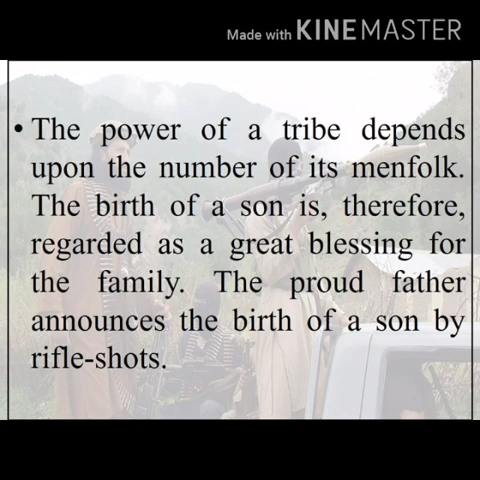 Made with KINEMASTER
• The power of a tribe depends
upon the number of its menfolk.
The birth of a son is, therefore,
regarded as a great blessing for
the family. The proud father
announces the birth of a son by
rifle-shots.